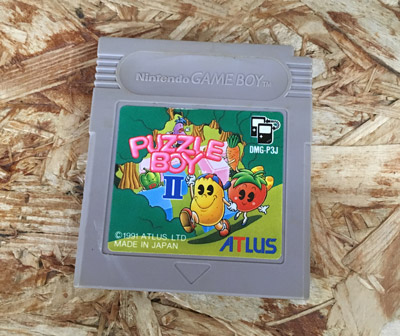 Nintendo GAME BOY TM
DMG-P3J
PUZZLE
BOY
II
©1991 ATLUS, LTD.
MADE IN JAPAN
ATLUS